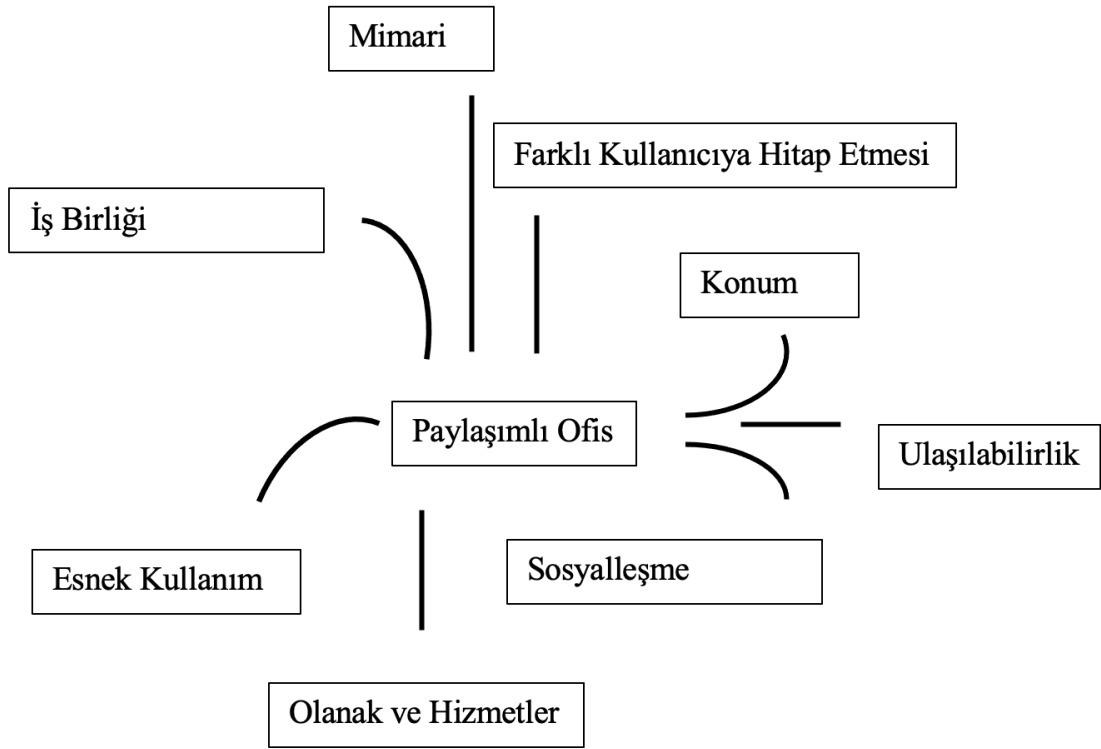 Mimari
Farklı Kullanıcıya Hitap Etmesi
İş Birliği
Konum
Paylaşımlı Ofis
Ulaşılabilirlik
Sosyalleşme
Esnek Kullanım
Olanak ve Hizmetler